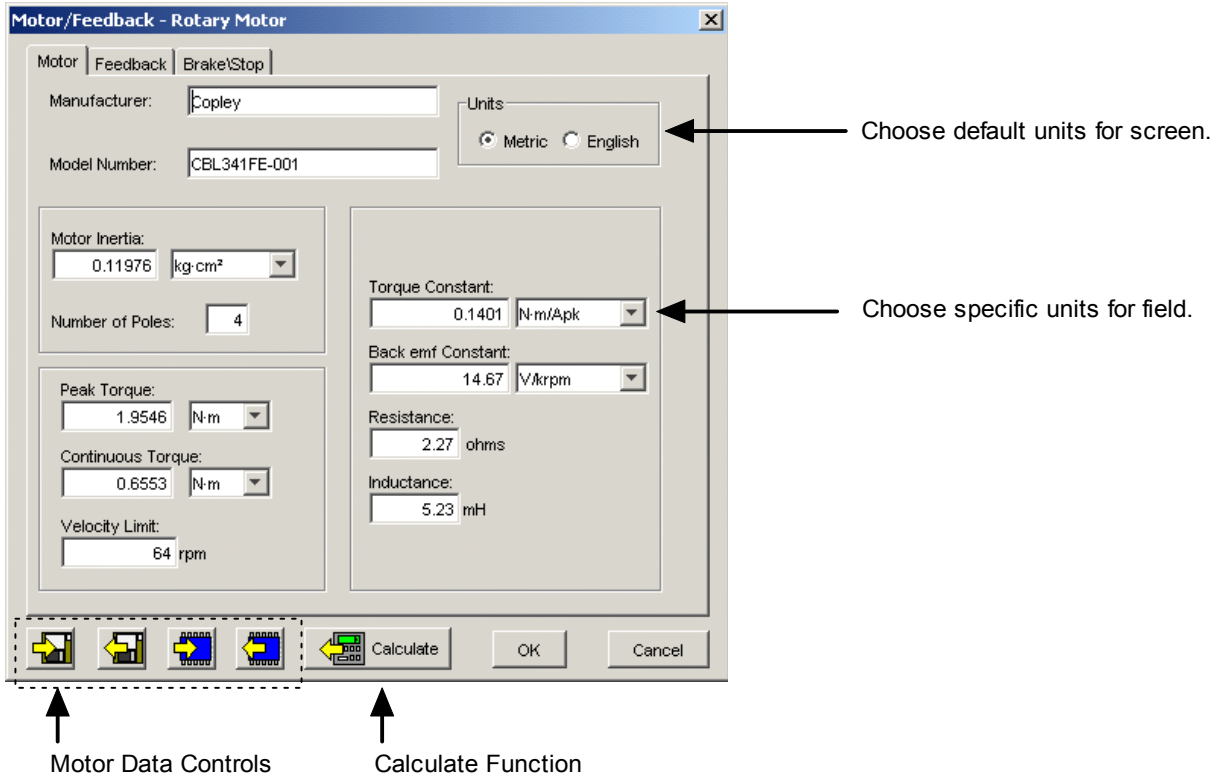 Motor/Feedback - Rotary Motor
Motor Feedback Brake\Stop
Manufacturer: Copley
Units
Metric English
Choose default units for screen.
Model Number: CBL341FE-001
Motor Inertia:
0.11976 kg·cm²
Number of Poles: 4
Torque Constant:
0.1401 N·m/Apk
Choose specific units for field.
Back emf Constant:
14.67 V/krpm
Peak Torque:
1.9546 N·m
Resistance:
2.27 ohms
Continuous Torque:
0.6553 N·m
Inductance:
5.23 mH
Velocity Limit:
64 rpm
Calculate OK Cancel
Motor Data Controls Calculate Function